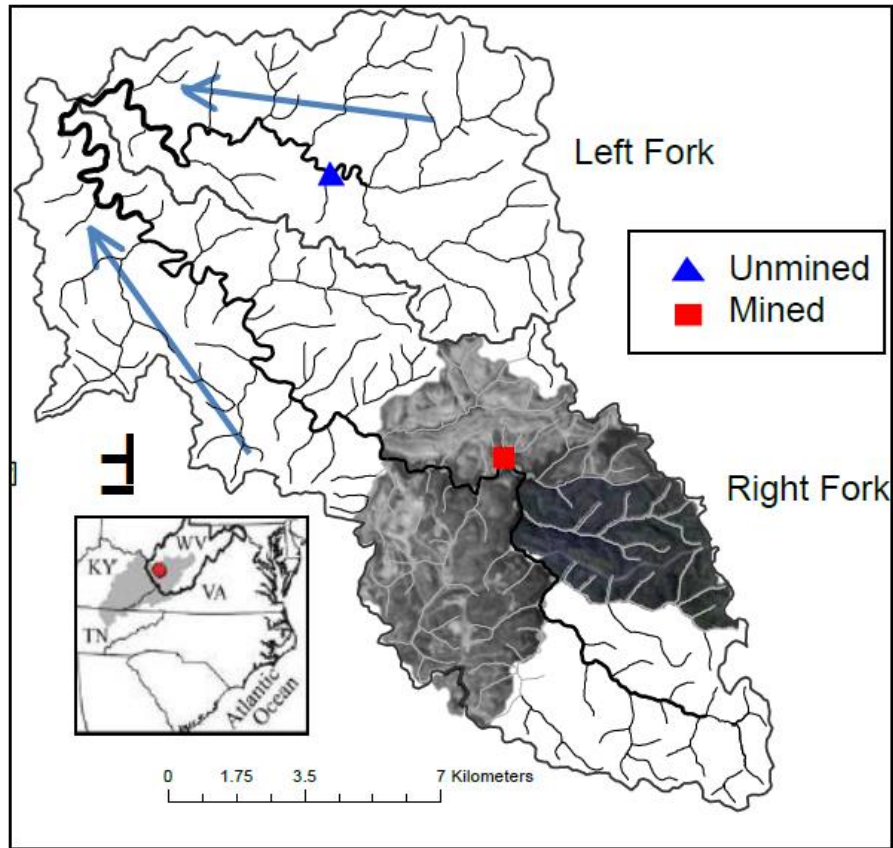 Left Fork
Unmined
Mined
Right Fork
KY
WV
VA
TN
Atlantic
Ocean
0 1.75 3.5 7 Kilometers